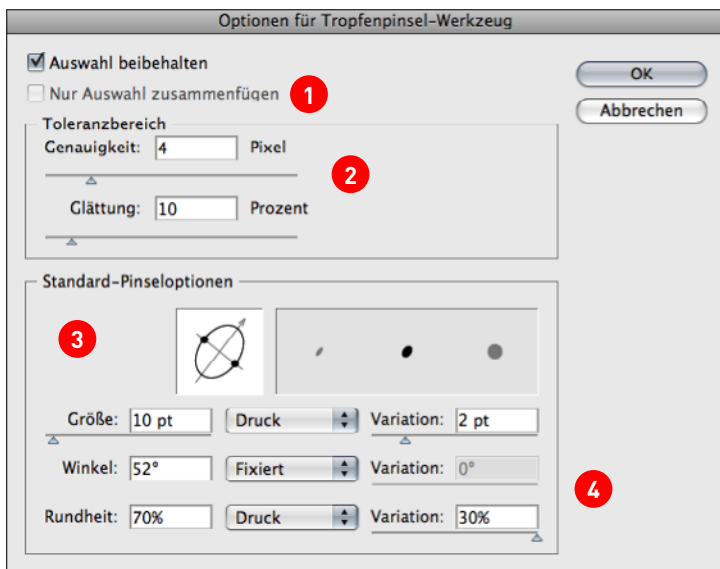 Optionen für Tropfenpinsel-Werkzeug
Auswahl beibehalten
Nur Auswahl zusammenfügen
1
OK
Abbrechen
Toleranzbereich
Genauigkeit: 4 Pixel
2
Glättung: 10 Prozent
Standard-Pinseloptionen
3
Größe: 10 pt Druck Variation: 2 pt
Winkel: 52° Fixiert Variation: 0°
4
Rundheit: 70% Druck Variation: 30%